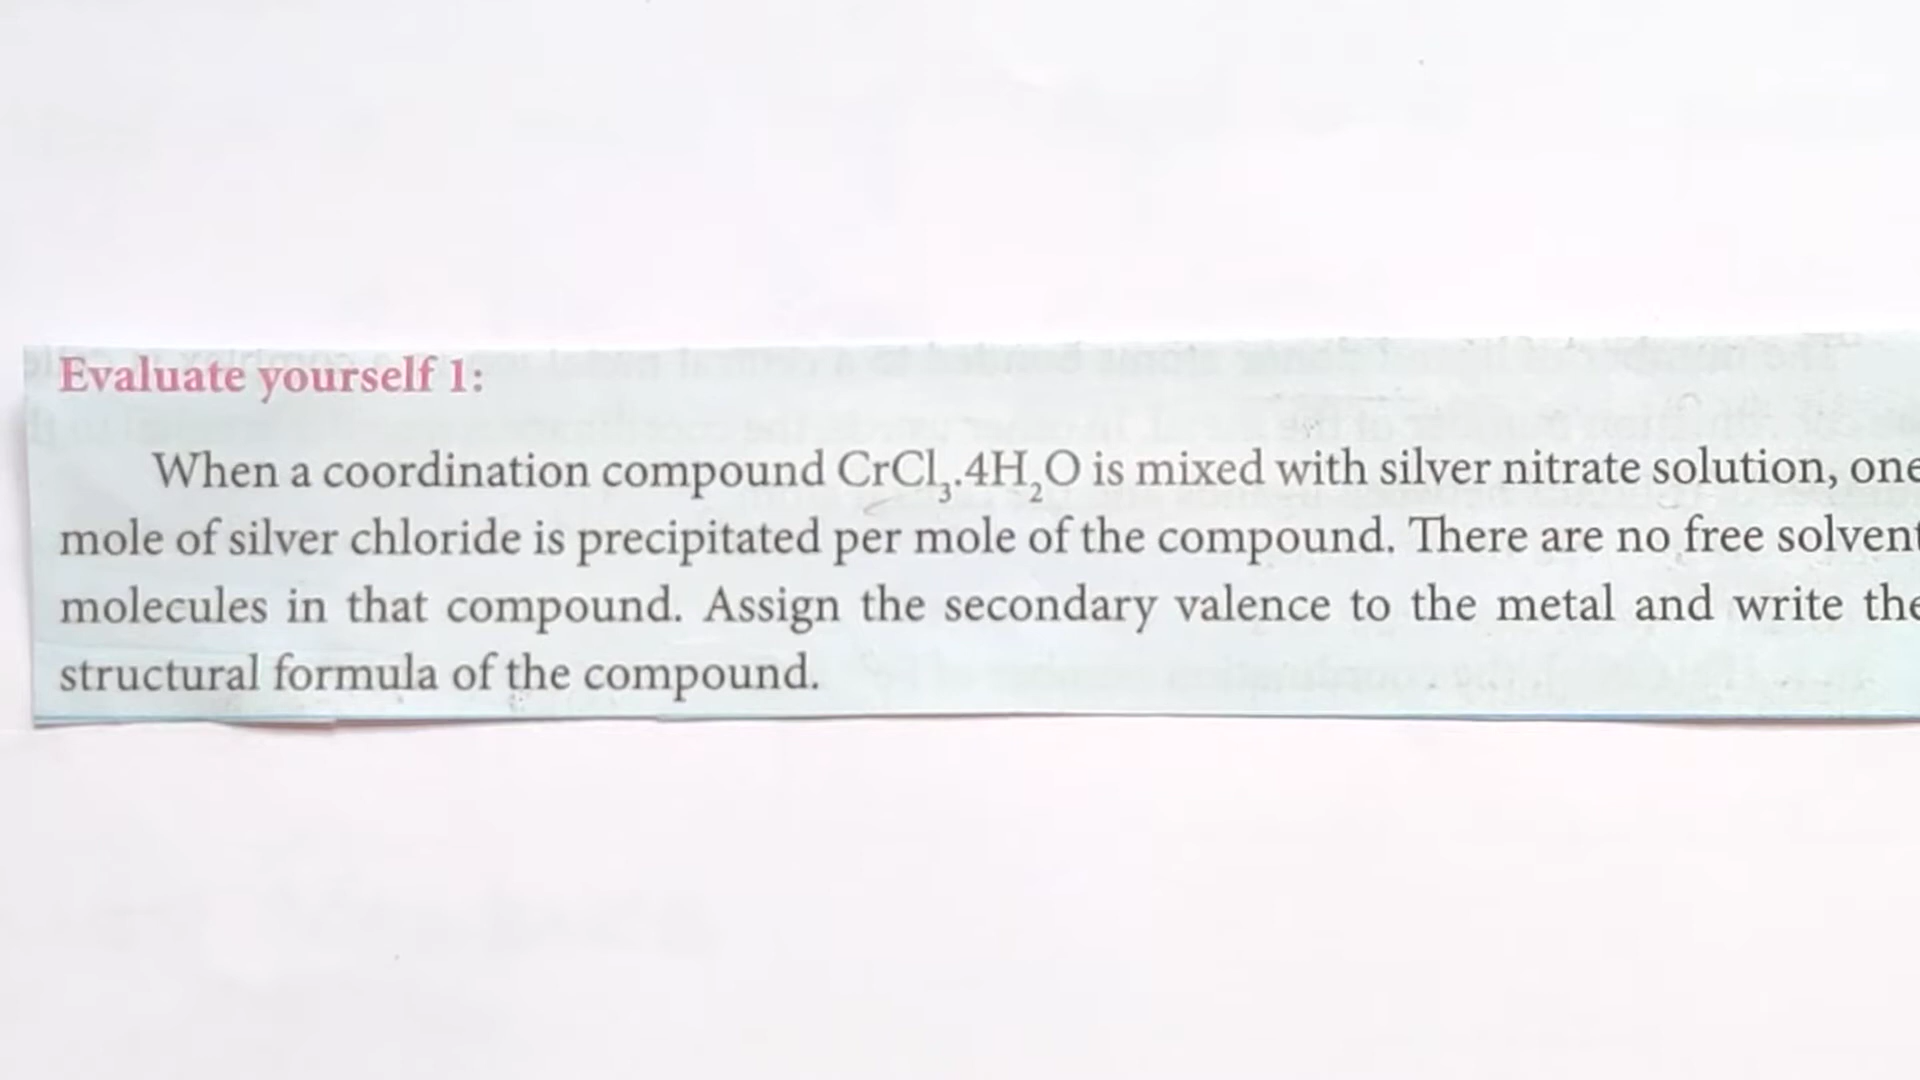 Evaluate yourself 1:
When a coordination compound CrCl₃.4H₂O is mixed with silver nitrate solution, one
mole of silver chloride is precipitated per mole of the compound. There are no free solvent
molecules in that compound. Assign the secondary valence to the metal and write the
structural formula of the compound.